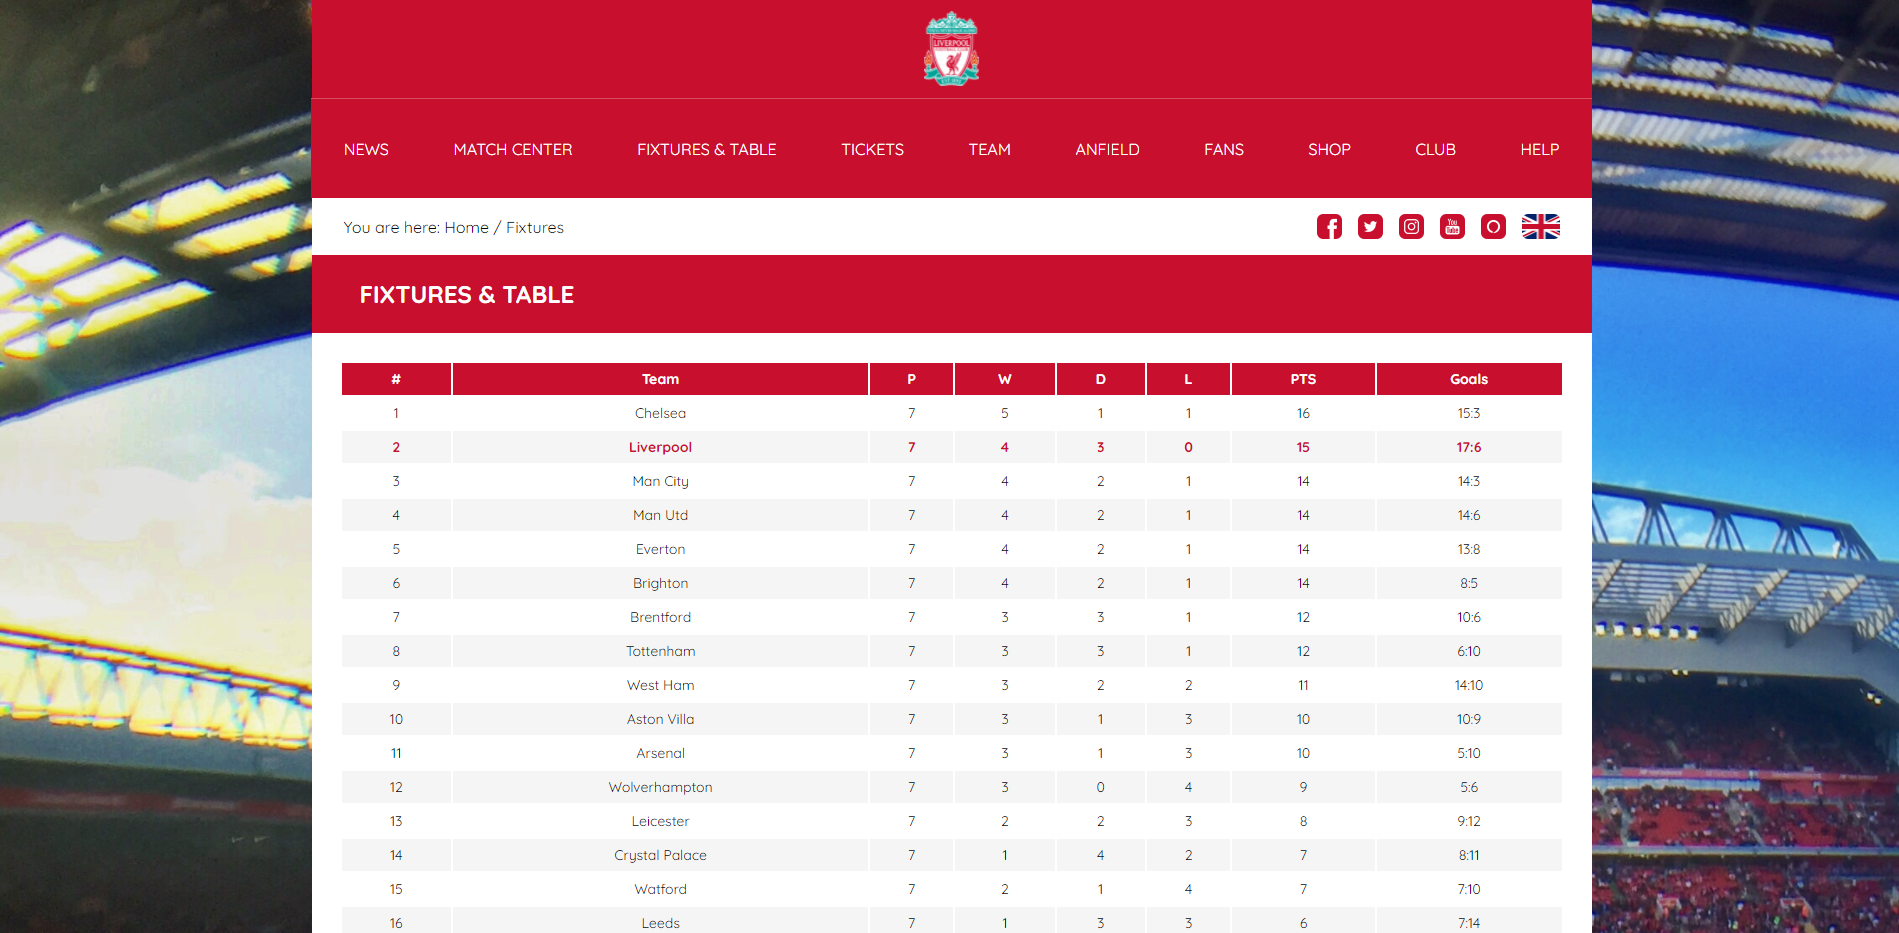 LIVERPOOL
NEWS MATCH CENTER FIXTURES & TABLE TICKETS TEAM ANFIELD FANS SHOP CLUB HELP
You are here: Home / Fixtures
You Tube
FIXTURES & TABLE
# Team P W D L PTS Goals
1 Chelsea 7 5 1 1 16 15:3
2 Liverpool 7 4 3 0 15 17:6
3 Man City 7 4 2 1 14 14:3
4 Man Utd 7 4 2 1 14 14:6
5 Everton 7 4 2 1 14 13:8
6 Brighton 7 4 2 1 14 8:5
7 Brentford 7 3 3 1 12 10:6
8 Tottenham 7 3 3 1 12 6:10
9 West Ham 7 3 2 2 11 14:10
10 Aston Villa 7 3 1 3 10 10:9
11 Arsenal 7 3 1 3 10 5:10
12 Wolverhampton 7 3 0 4 9 5:6
13 Leicester 7 2 2 3 8 9:12
14 Crystal Palace 7 1 4 2 7 8:11
15 Watford 7 2 1 4 7 7:10
16 Leeds 7 1 3 3 6 7:14